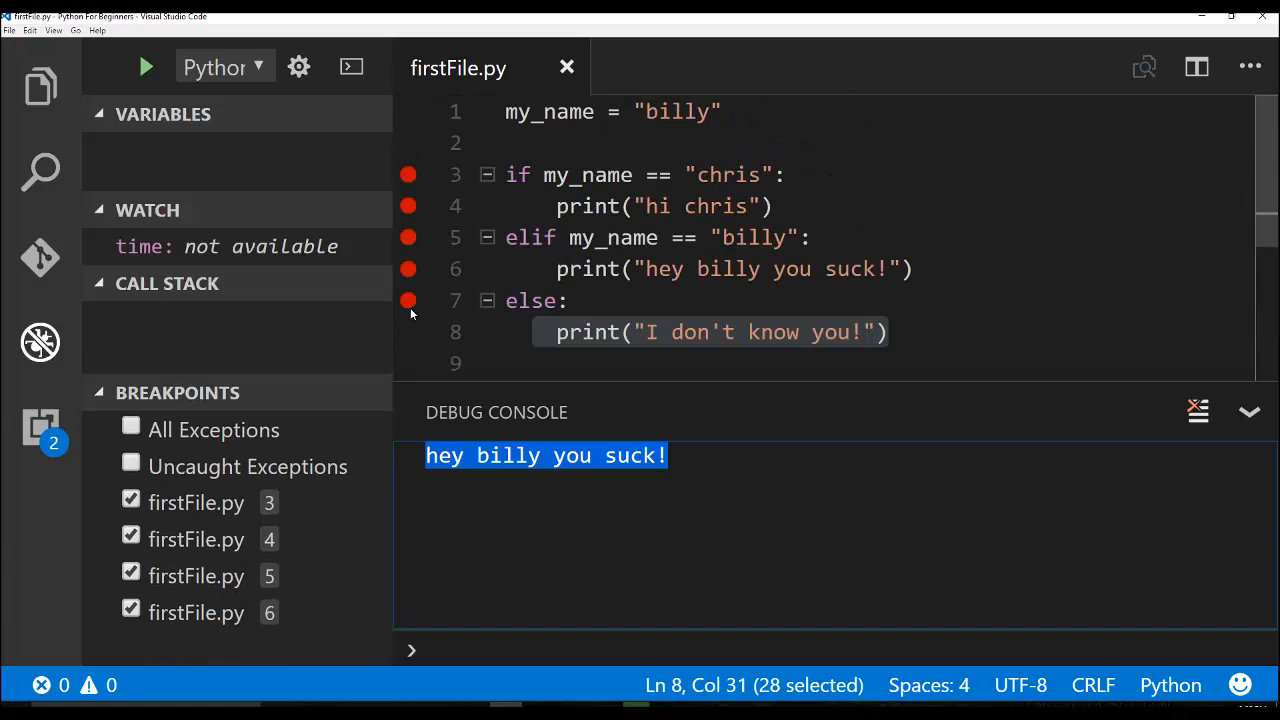 firstFile.py - Python For Beginners - Visual Studio Code
File Edit View Go Help
Python
firstFile.py
VARIABLES
WATCH
time: not available
CALL STACK
BREAKPOINTS
All Exceptions
Uncaught Exceptions
firstFile.py 3
firstFile.py 4
firstFile.py 5
firstFile.py 6
2
1 my_name = "billy"
2
3 if my_name == "chris":
4 print("hi chris")
5 elif my_name == "billy":
6 print("hey billy you suck!")
7 else:
8 print("I don't know you!")
9
DEBUG CONSOLE
hey billy you suck!
0 0 Ln 8, Col 31 (28 selected) Spaces: 4 UTF-8 CRLF Python